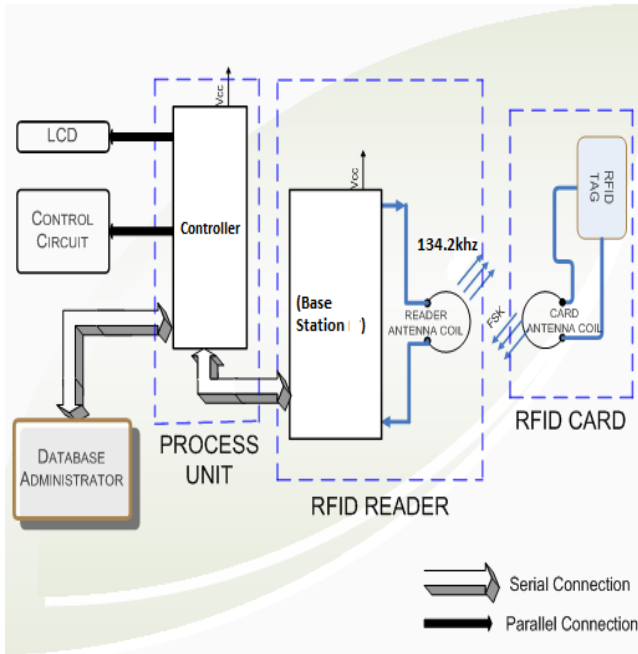 Vcc
LCD
CONTROL
CIRCUIT
Controller
DATABASE
ADMINISTRATOR
PROCESS
UNIT
Vcc
(Base
Station )
134.2khz
READER
ANTENNA COIL
RFID READER
FSK
RFID
TAG
CARD
ANTENNA COIL
RFID CARD
Serial Connection
Parallel Connection